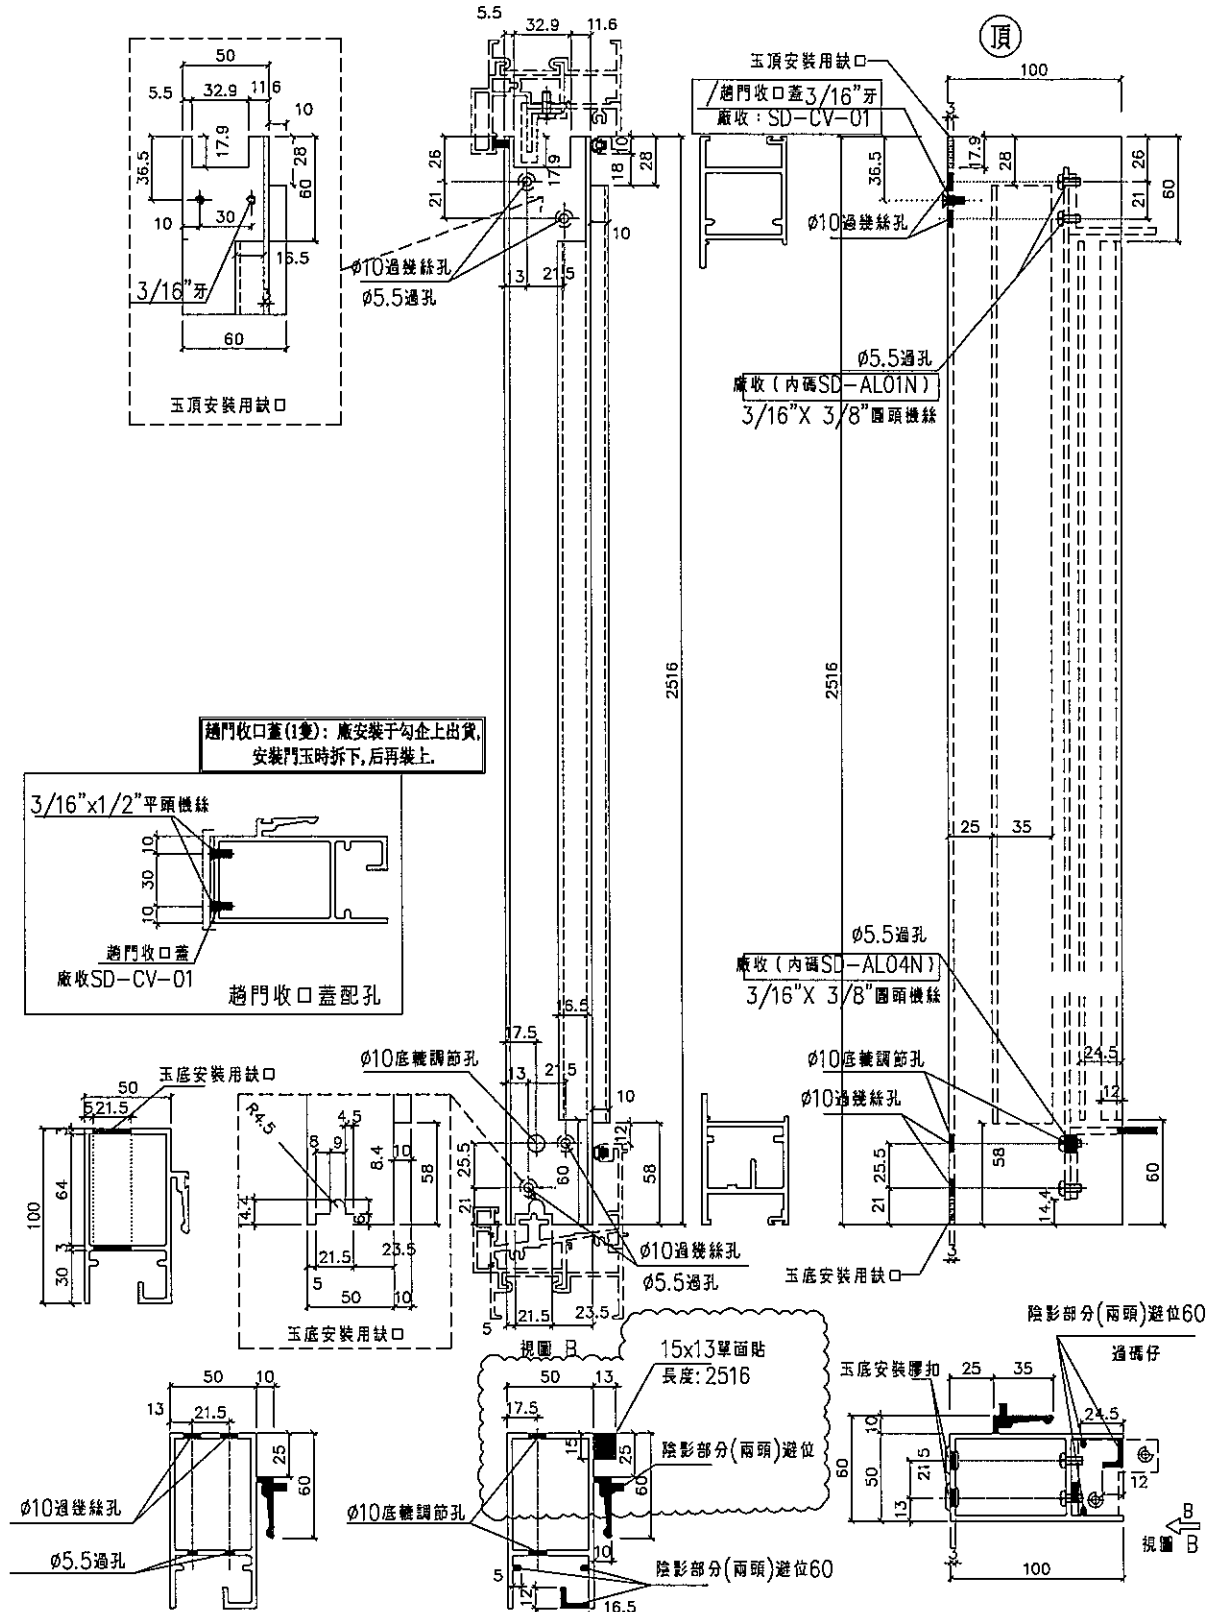 50
5.5
32.9
11.6
10
17.9
36.5
28
60
10
30
16.5
3/16"牙
3
60
玉頂安裝用缺口
5.5
32.9
11.6
26
21
17.9
10
18
28
10
Ø10過幾絲孔
13
21.5
Ø5.5過孔
2516
頂
玉頂安裝用缺口
100
趟門收口蓋3/16"牙
廠收：SD-CV-01
3
36.5
17.9
28
26
21
60
Ø10過幾絲孔
Ø5.5過孔
廠收（內碼SD-AL01N）
3/16"X 3/8"圓頭機絲
2516
25
35
Ø5.5過孔
廠收（內碼SD-AL04N）
3/16"X 3/8"圓頭機絲
Ø10底轆調節孔
Ø10過幾絲孔
24.5
12
25.5
21
58
14.4
60
3
玉底安裝用缺口
趟門收口蓋(1隻)：廠安裝于勾企上出貨,
安裝門玉時拆下,后再裝上.
3/16"x1/2"平頭機絲
10
30
10
趟門收口蓋
廠收SD-CV-01
趟門收口蓋配孔
玉底安裝用缺口
50
5
21.5
3
64
100
3
30
R4.5
4.5
8
9
8.4
10
58
4.4
6
21.5
23.5
5
50
10
玉底安裝用缺口
Ø10底轆調節孔
16.5
17.5
13
21.5
10
12
25.5
21
60
58
Ø10過幾絲孔
Ø5.5過孔
21.5
23.5
5
視圖 B
50
10
13
21.5
25
60
Ø10過幾絲孔
Ø5.5過孔
50
13
17.5
15
25
60
15x13單面貼
長度:2516
陰影部分(兩頭)避位
Ø10底轆調節孔
10
5
12
16.5
陰影部分(兩頭)避位60
陰影部分(兩頭)避位60
過碼仔
玉底安裝膠扣
25
35
24.5
10
60
50
21.5
13
12
3
100
B
視圖 B